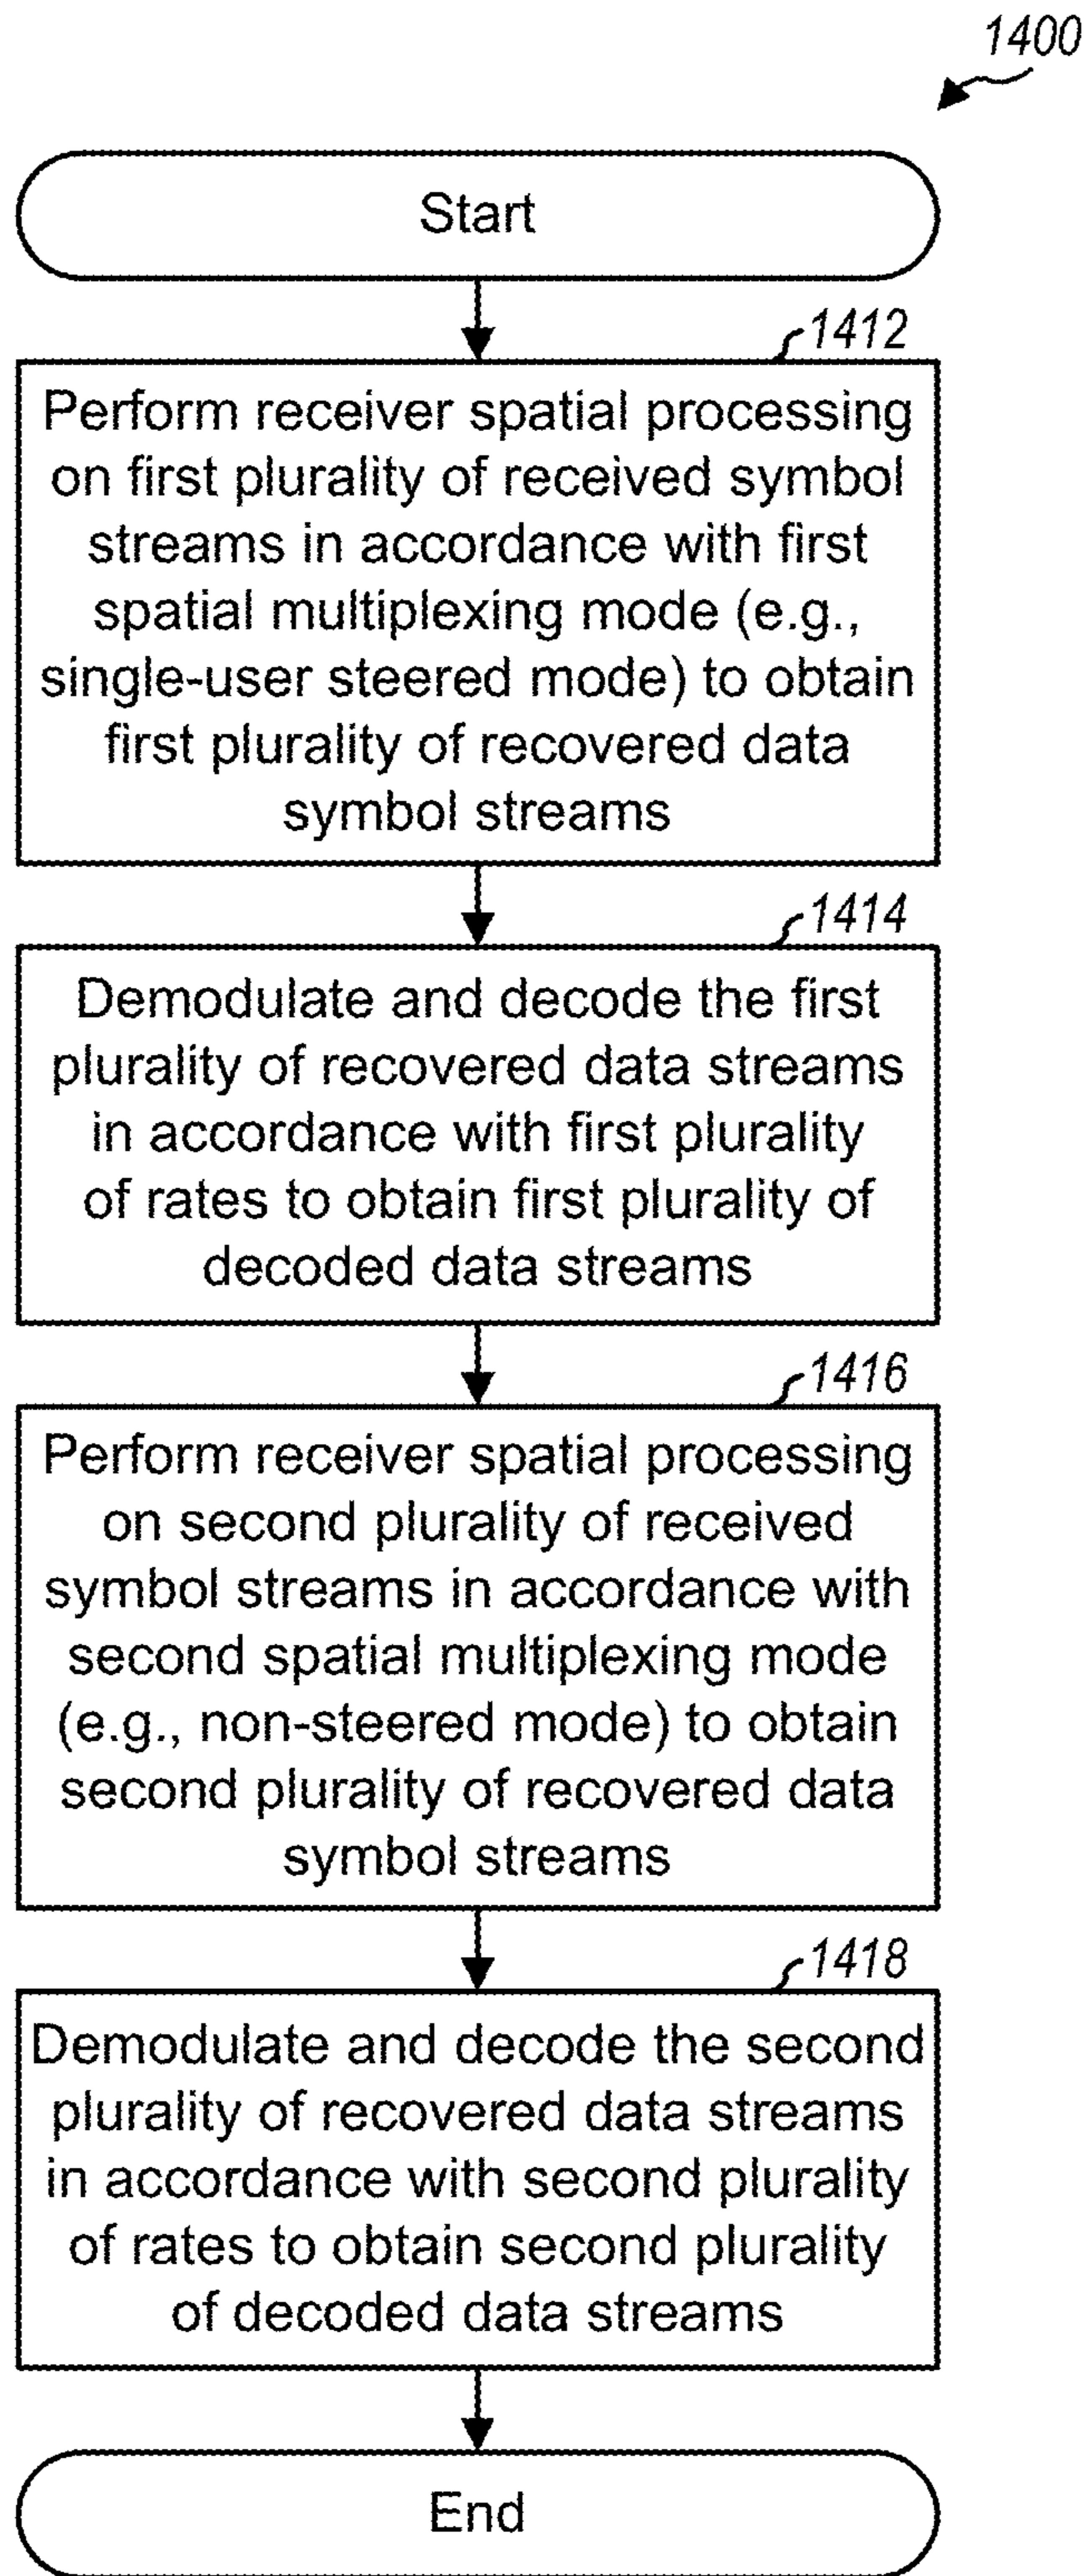 1400
Start
1412
Perform receiver spatial processing
on first plurality of received symbol
streams in accordance with first
spatial multiplexing mode (e.g.,
single-user steered mode) to obtain
first plurality of recovered data
symbol streams
1414
Demodulate and decode the first
plurality of recovered data streams
in accordance with first plurality
of rates to obtain first plurality of
decoded data streams
1416
Perform receiver spatial processing
on second plurality of received
symbol streams in accordance with
second spatial multiplexing mode
(e.g., non-steered mode) to obtain
second plurality of recovered data
symbol streams
1418
Demodulate and decode the second
plurality of recovered data streams
in accordance with second plurality
of rates to obtain second plurality
of decoded data streams
End